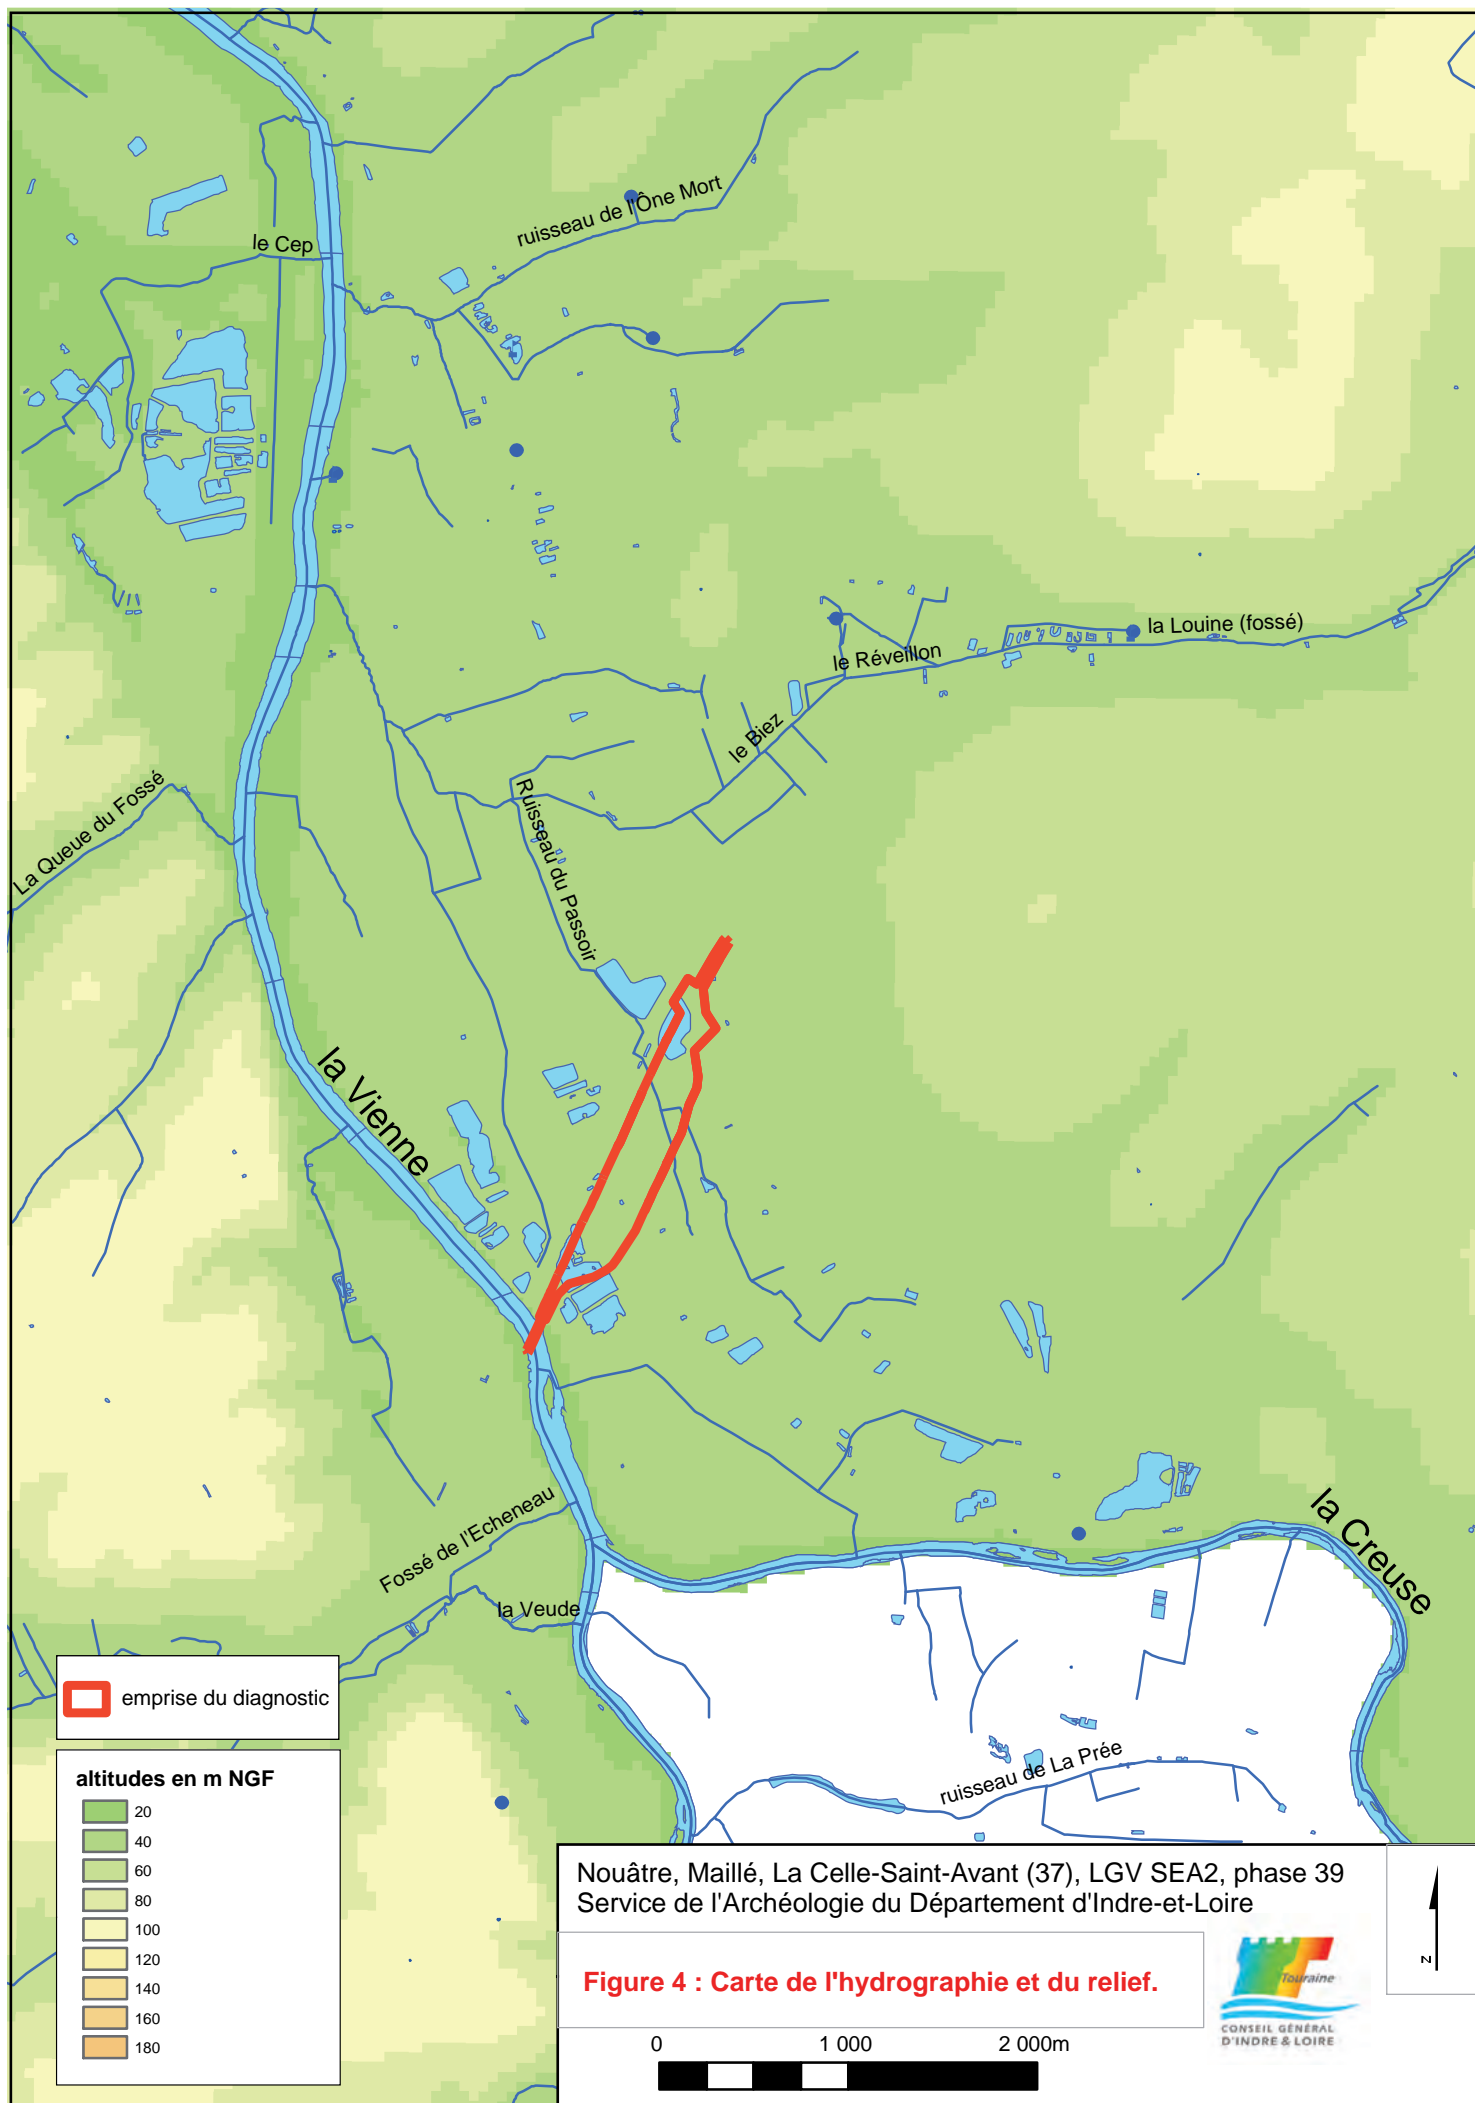 ruisseau de l'Ône Mort
le Cep
la Louine (fossé)
le Réveillon
le Biez
La Queue du Fossé
Ruisseau du Passoir
la Vienne
Fossé de l'Echeneau
la Creuse
la Veude
emprise du diagnostic
ruisseau de La Prée
altitudes en m NGF
20
40
60
80
100
120
140
160
180
Nouâtre, Maillé, La Celle-Saint-Avant (37), LGV SEA2, phase 39
Service de l'Archéologie du Département d'Indre-et-Loire
Figure 4 : Carte de l'hydrographie et du relief.
Touraine
CONSEIL GÉNÉRAL
D'INDRE & LOIRE
N
0 1 000 2 000m